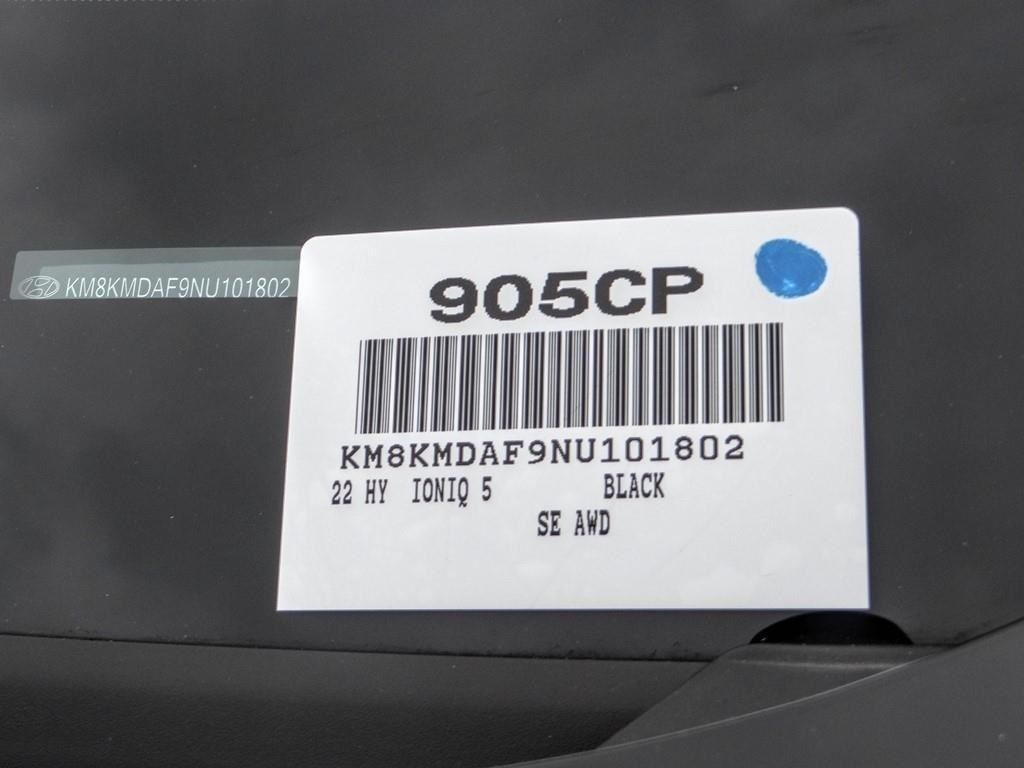 KM8KMDAF9NU101802
905CP
KM8KMDAF9NU101802
22 HY IONIQ 5 BLACK
SE AWD